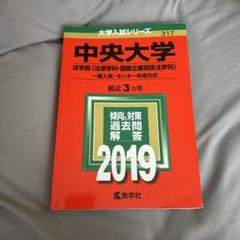 大学入試シリーズ
317
中央大学
法学部(法律学科・国際企業関係法学科)
一般入試・センター併用方式
最近3カ年
傾向と対策
過去問
解答
2019
教学社